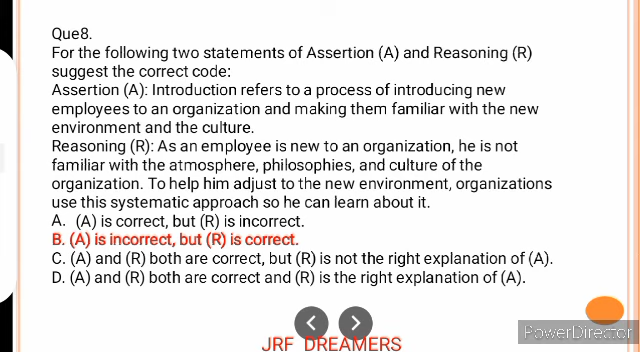 Que8.
For the following two statements of Assertion (A) and Reasoning (R)
suggest the correct code:
Assertion (A): Introduction refers to a process of introducing new
employees to an organization and making them familiar with the new
environment and the culture.
Reasoning (R): As an employee is new to an organization, he is not
familiar with the atmosphere, philosophies, and culture of the
organization. To help him adjust to the new environment, organizations
use this systematic approach so he can learn about it.
A. (A) is correct, but (R) is incorrect.
B. (A) is incorrect, but (R) is correct.
C. (A) and (R) both are correct, but (R) is not the right explanation of (A).
D. (A) and (R) both are correct and (R) is the right explanation of (A).
JRF DREAMERS
PowerDirector